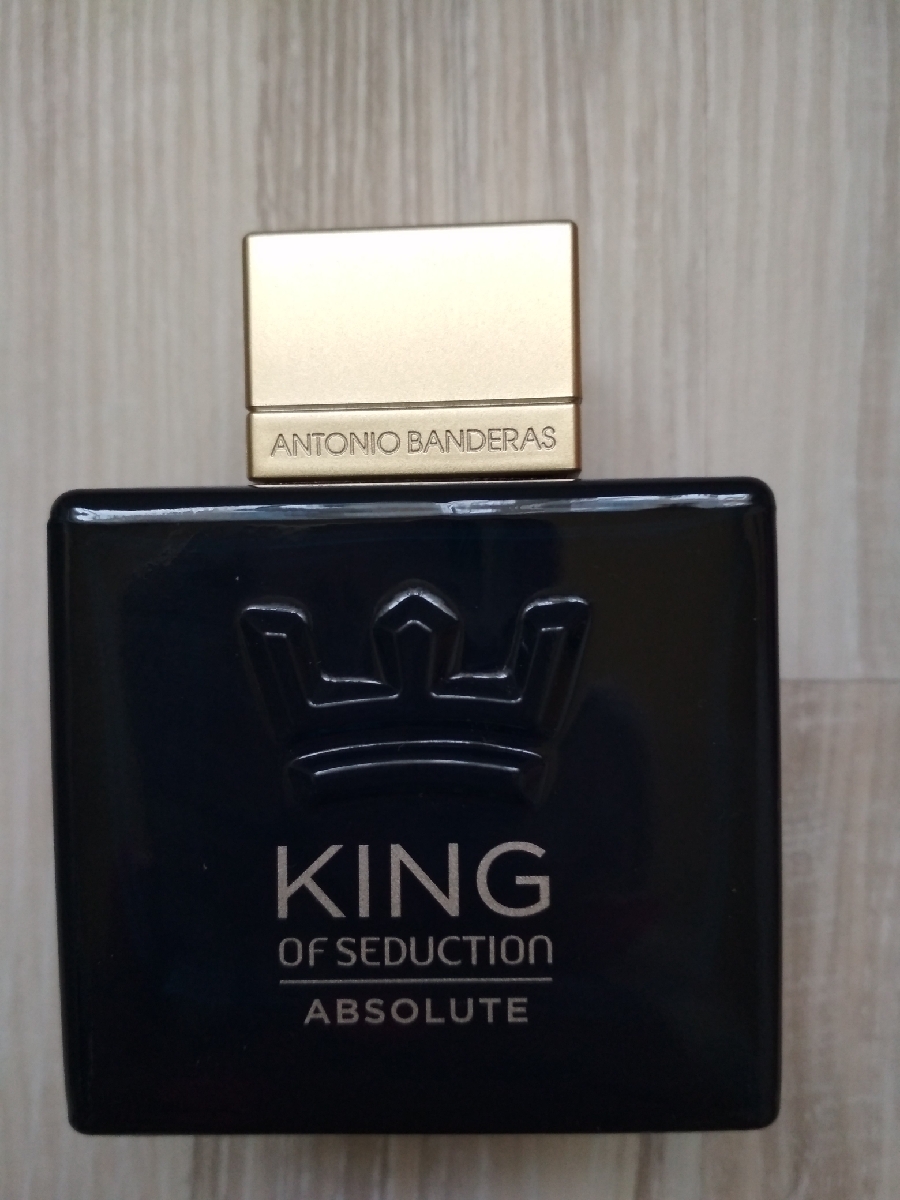 ANTONIO BANDERAS
KING
OF SEDUCTION
ABSOLUTE